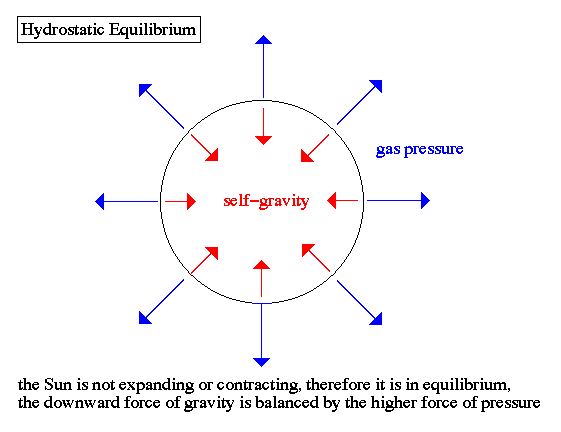 Hydrostatic Equilibrium
gas pressure
self-gravity
the Sun is not expanding or contracting, therefore it is in equilibrium,
the downward force of gravity is balanced by the higher force of pressure